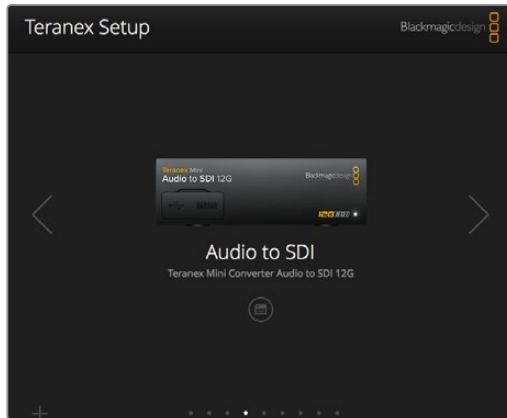 Teranex Setup
Blackmagicdesign
Teranex Mini
Audio to SDI 12G
Blackmagicdesign
Audio to SDI
Teranex Mini Converter Audio to SDI 12G